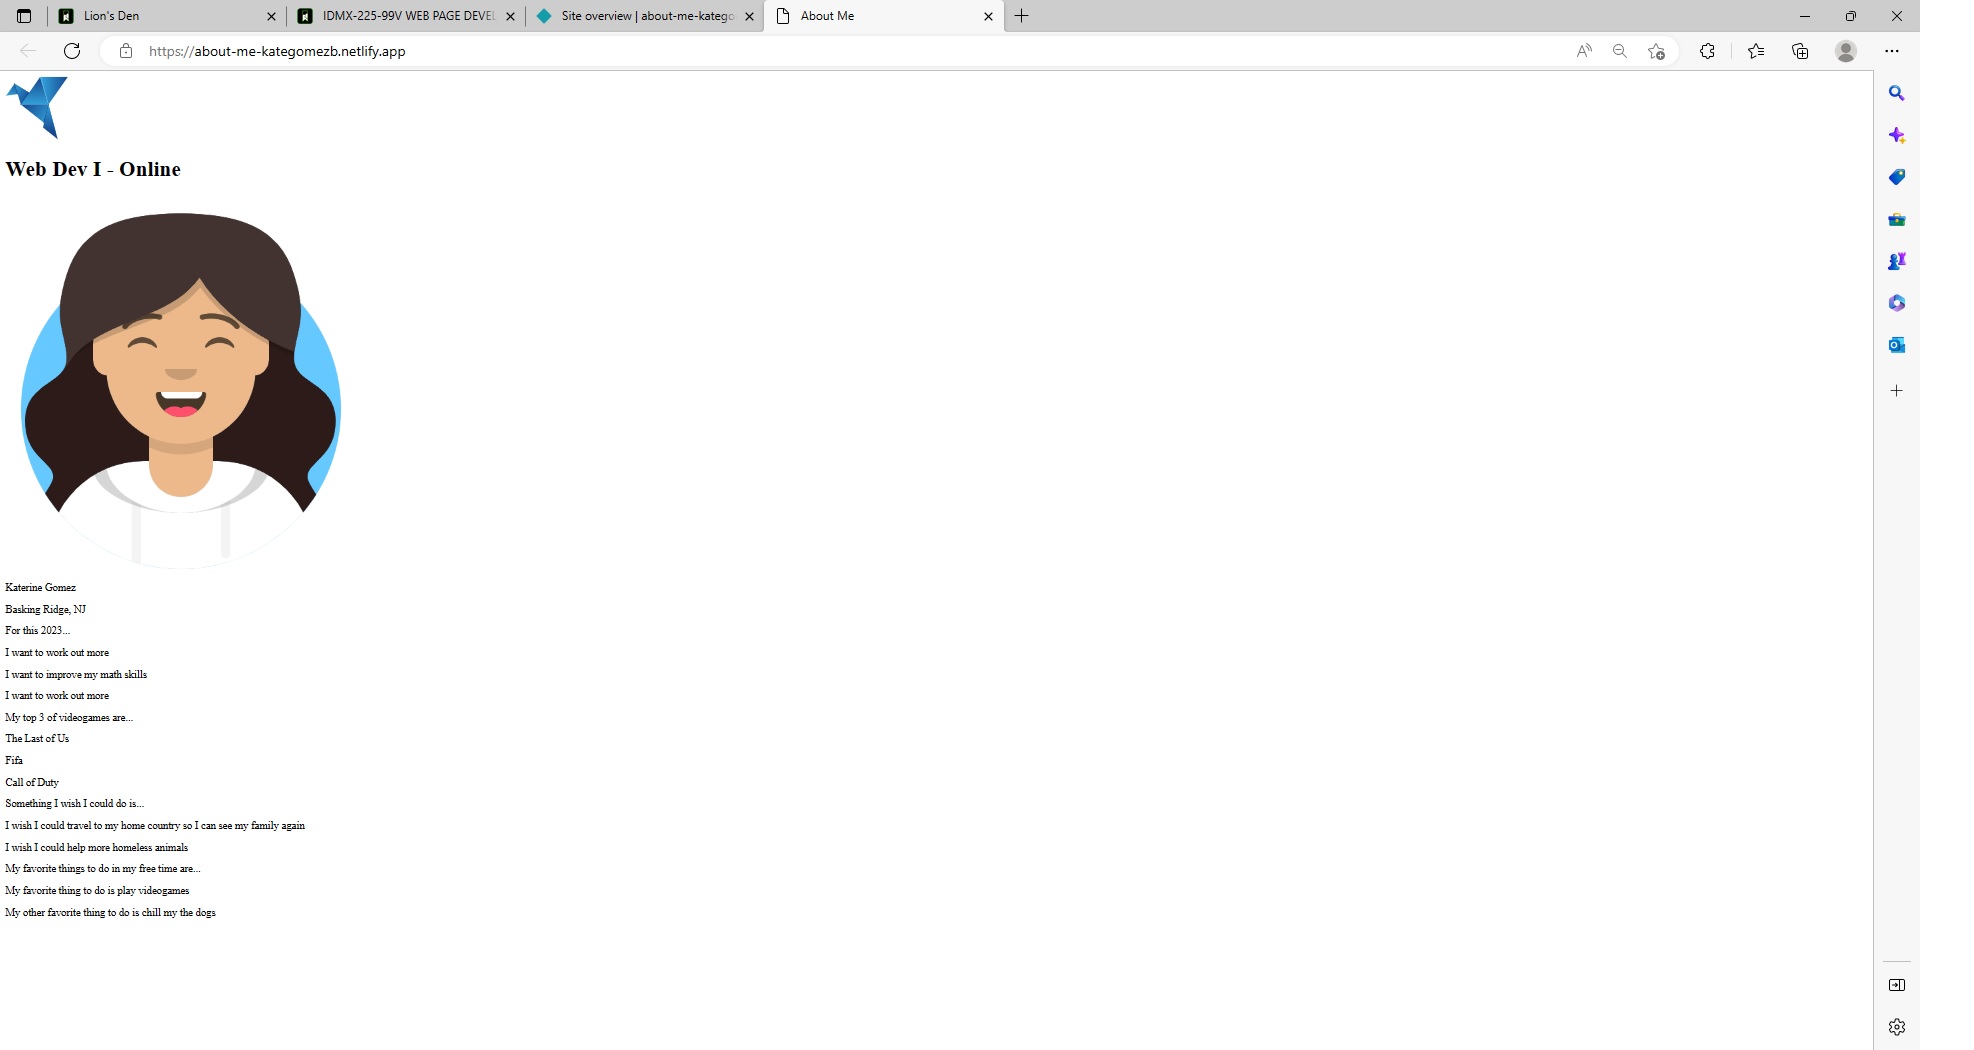 Lion's Den
IDMX-225-99V WEB PAGE DEVEL
Site overview | about-me-katego
About Me
https://about-me-kategomezb.netlify.app
Web Dev I - Online
Katerine Gomez
Basking Ridge, NJ
For this 2023...
I want to work out more
I want to improve my math skills
I want to work out more
My top 3 of videogames are...
The Last of Us
Fifa
Call of Duty
Something I wish I could do is...
I wish I could travel to my home country so I can see my family again
I wish I could help more homeless animals
My favorite things to do in my free time are...
My favorite thing to do is play videogames
My other favorite thing to do is chill my the dogs